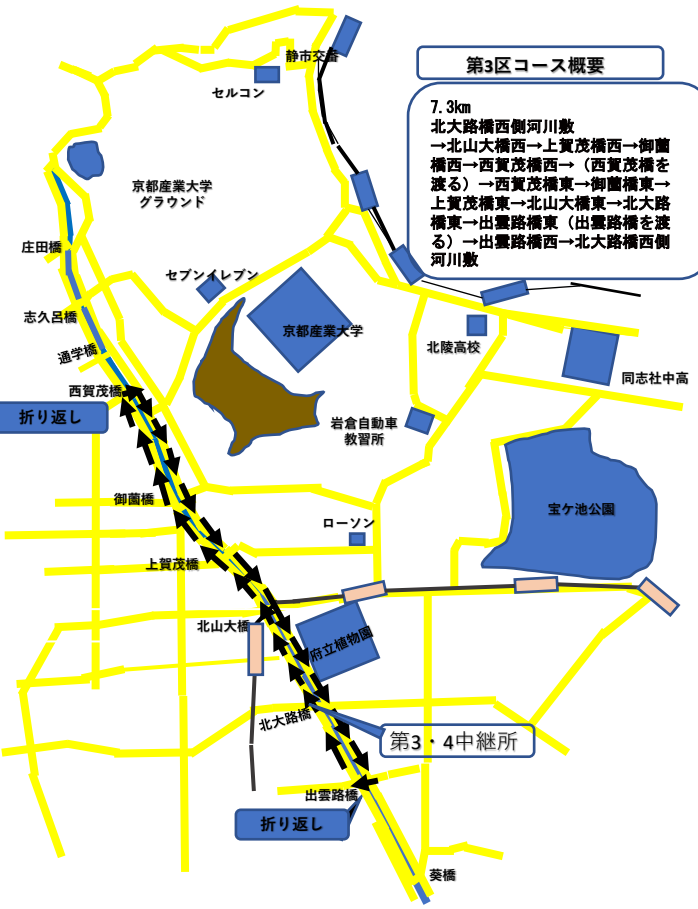 静市交番
第3区コース概要
セルコン
7.3km
北大路橋西側河川敷
→北山大橋西→上賀茂橋西→御薗
橋西→西賀茂橋西→（西賀茂橋を
渡る）→西賀茂橋東→御薗橋東→
上賀茂橋東→北山大橋東→北大路
橋東→出雲路橋東（出雲路橋を渡
る）→出雲路橋西→北大路橋西側
河川敷
京都産業大学
グラウンド
庄田橋
セブンイレブン
志久呂橋
京都産業大学
通学橋
北陵高校
同志社中高
西賀茂橋
折り返し
岩倉自動車
教習所
御薗橋
宝ケ池公園
ローソン
上賀茂橋
北山大橋
府立植物園
北大路橋
第3・4中継所
出雲路橋
折り返し
葵橋